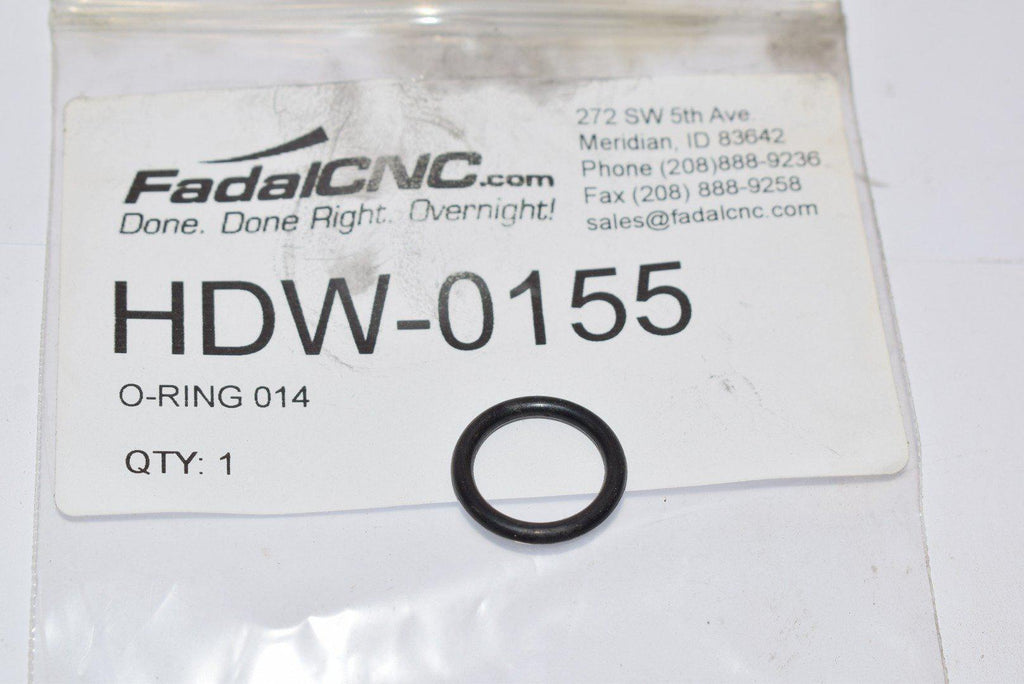 FadalCNC.com
Done. Done Right. Overnight!
272 SW 5th Ave.
Meridian, ID 83642
Phone (208)888-9236
Fax (208) 888-9258
sales@fadalcnc.com
HDW-0155
O-RING 014
QTY: 1